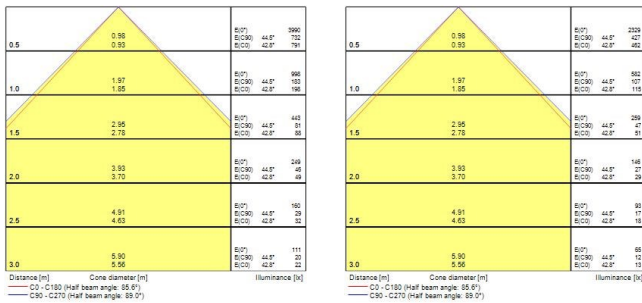 0.98
0.93
0.5
E(0°) 3990
E(C90) 44.5° 732
E(C0) 42.8° 791
1.97
1.85
1.0
E(0°) 998
E(C90) 44.5° 183
E(C0) 42.8° 198
2.95
2.78
1.5
E(0°) 443
E(C90) 44.5° 81
E(C0) 42.8° 88
3.93
3.70
2.0
E(0°) 249
E(C90) 44.5° 46
E(C0) 42.8° 49
4.91
4.63
2.5
E(0°) 160
E(C90) 44.5° 29
E(C0) 42.8° 32
5.90
5.56
3.0
E(0°) 111
E(C90) 44.5° 20
E(C0) 42.8° 22
Distance [m] Cone diameter [m] Illuminance [lx]
C0 - C180 (Half beam angle: 85.6°)
C90 - C270 (Half beam angle: 89.0°)
0.98
0.93
0.5
E(0°) 2329
E(C90) 44.5° 427
E(C0) 42.8° 462
1.97
1.85
1.0
E(0°) 582
E(C90) 44.5° 107
E(C0) 42.8° 115
2.95
2.78
1.5
E(0°) 259
E(C90) 44.5° 47
E(C0) 42.8° 51
3.93
3.70
2.0
E(0°) 146
E(C90) 44.5° 27
E(C0) 42.8° 29
4.91
4.63
2.5
E(0°) 93
E(C90) 44.5° 17
E(C0) 42.8° 18
5.90
5.56
3.0
E(0°) 65
E(C90) 44.5° 12
E(C0) 42.8° 13
Distance [m] Cone diameter [m] Illuminance [lx]
C0 - C180 (Half beam angle: 85.6°)
C90 - C270 (Half beam angle: 89.0°)